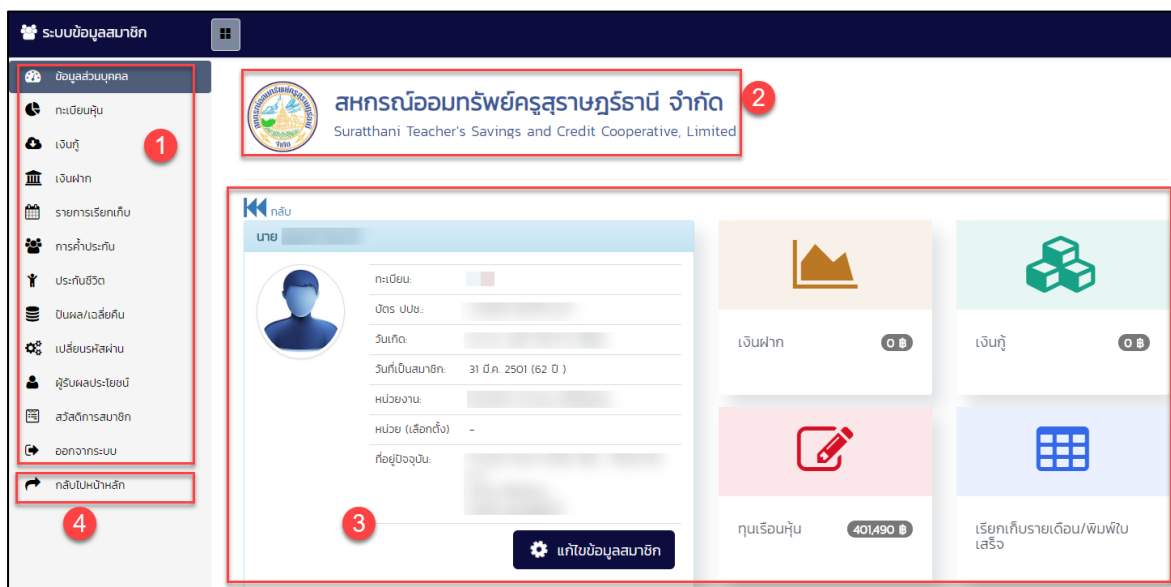 ระบบข้อมูลสมาชิก
ข้อมูลส่วนบุคคล
ทะเบียนหุ้น
เงินกู้
เงินฝาก
รายการเรียกเก็บ
การค้ำประกัน
ประกันชีวิต
ปันผล/เฉลี่ยคืน
เปลี่ยนรหัสผ่าน
ผู้รับผลประโยชน์
สวัสดิการสมาชิก
ออกจากระบบ
กลับไปหน้าหลัก
1
4
สหกรณ์ออมทรัพย์ครูสุราษฎร์ธานี จำกัด
Suratthani Teacher's Savings and Credit Cooperative, Limited
2
กลับ
นาย
ทะเบียน:
บัตร ปปช.:
วันเกิด:
วันที่เป็นสมาชิก: 31 มี.ค. 2501 (62 ปี )
หน่วยงาน:
หน่วย (เลือกตั้ง) -
ที่อยู่ปัจจุบัน:
3
แก้ไขข้อมูลสมาชิก
เงินฝาก 0 ฿
เงินกู้ 0 ฿
ทุนเรือนหุ้น 401,490 ฿
เรียกเก็บรายเดือน/พิมพ์ใบ
เสร็จ